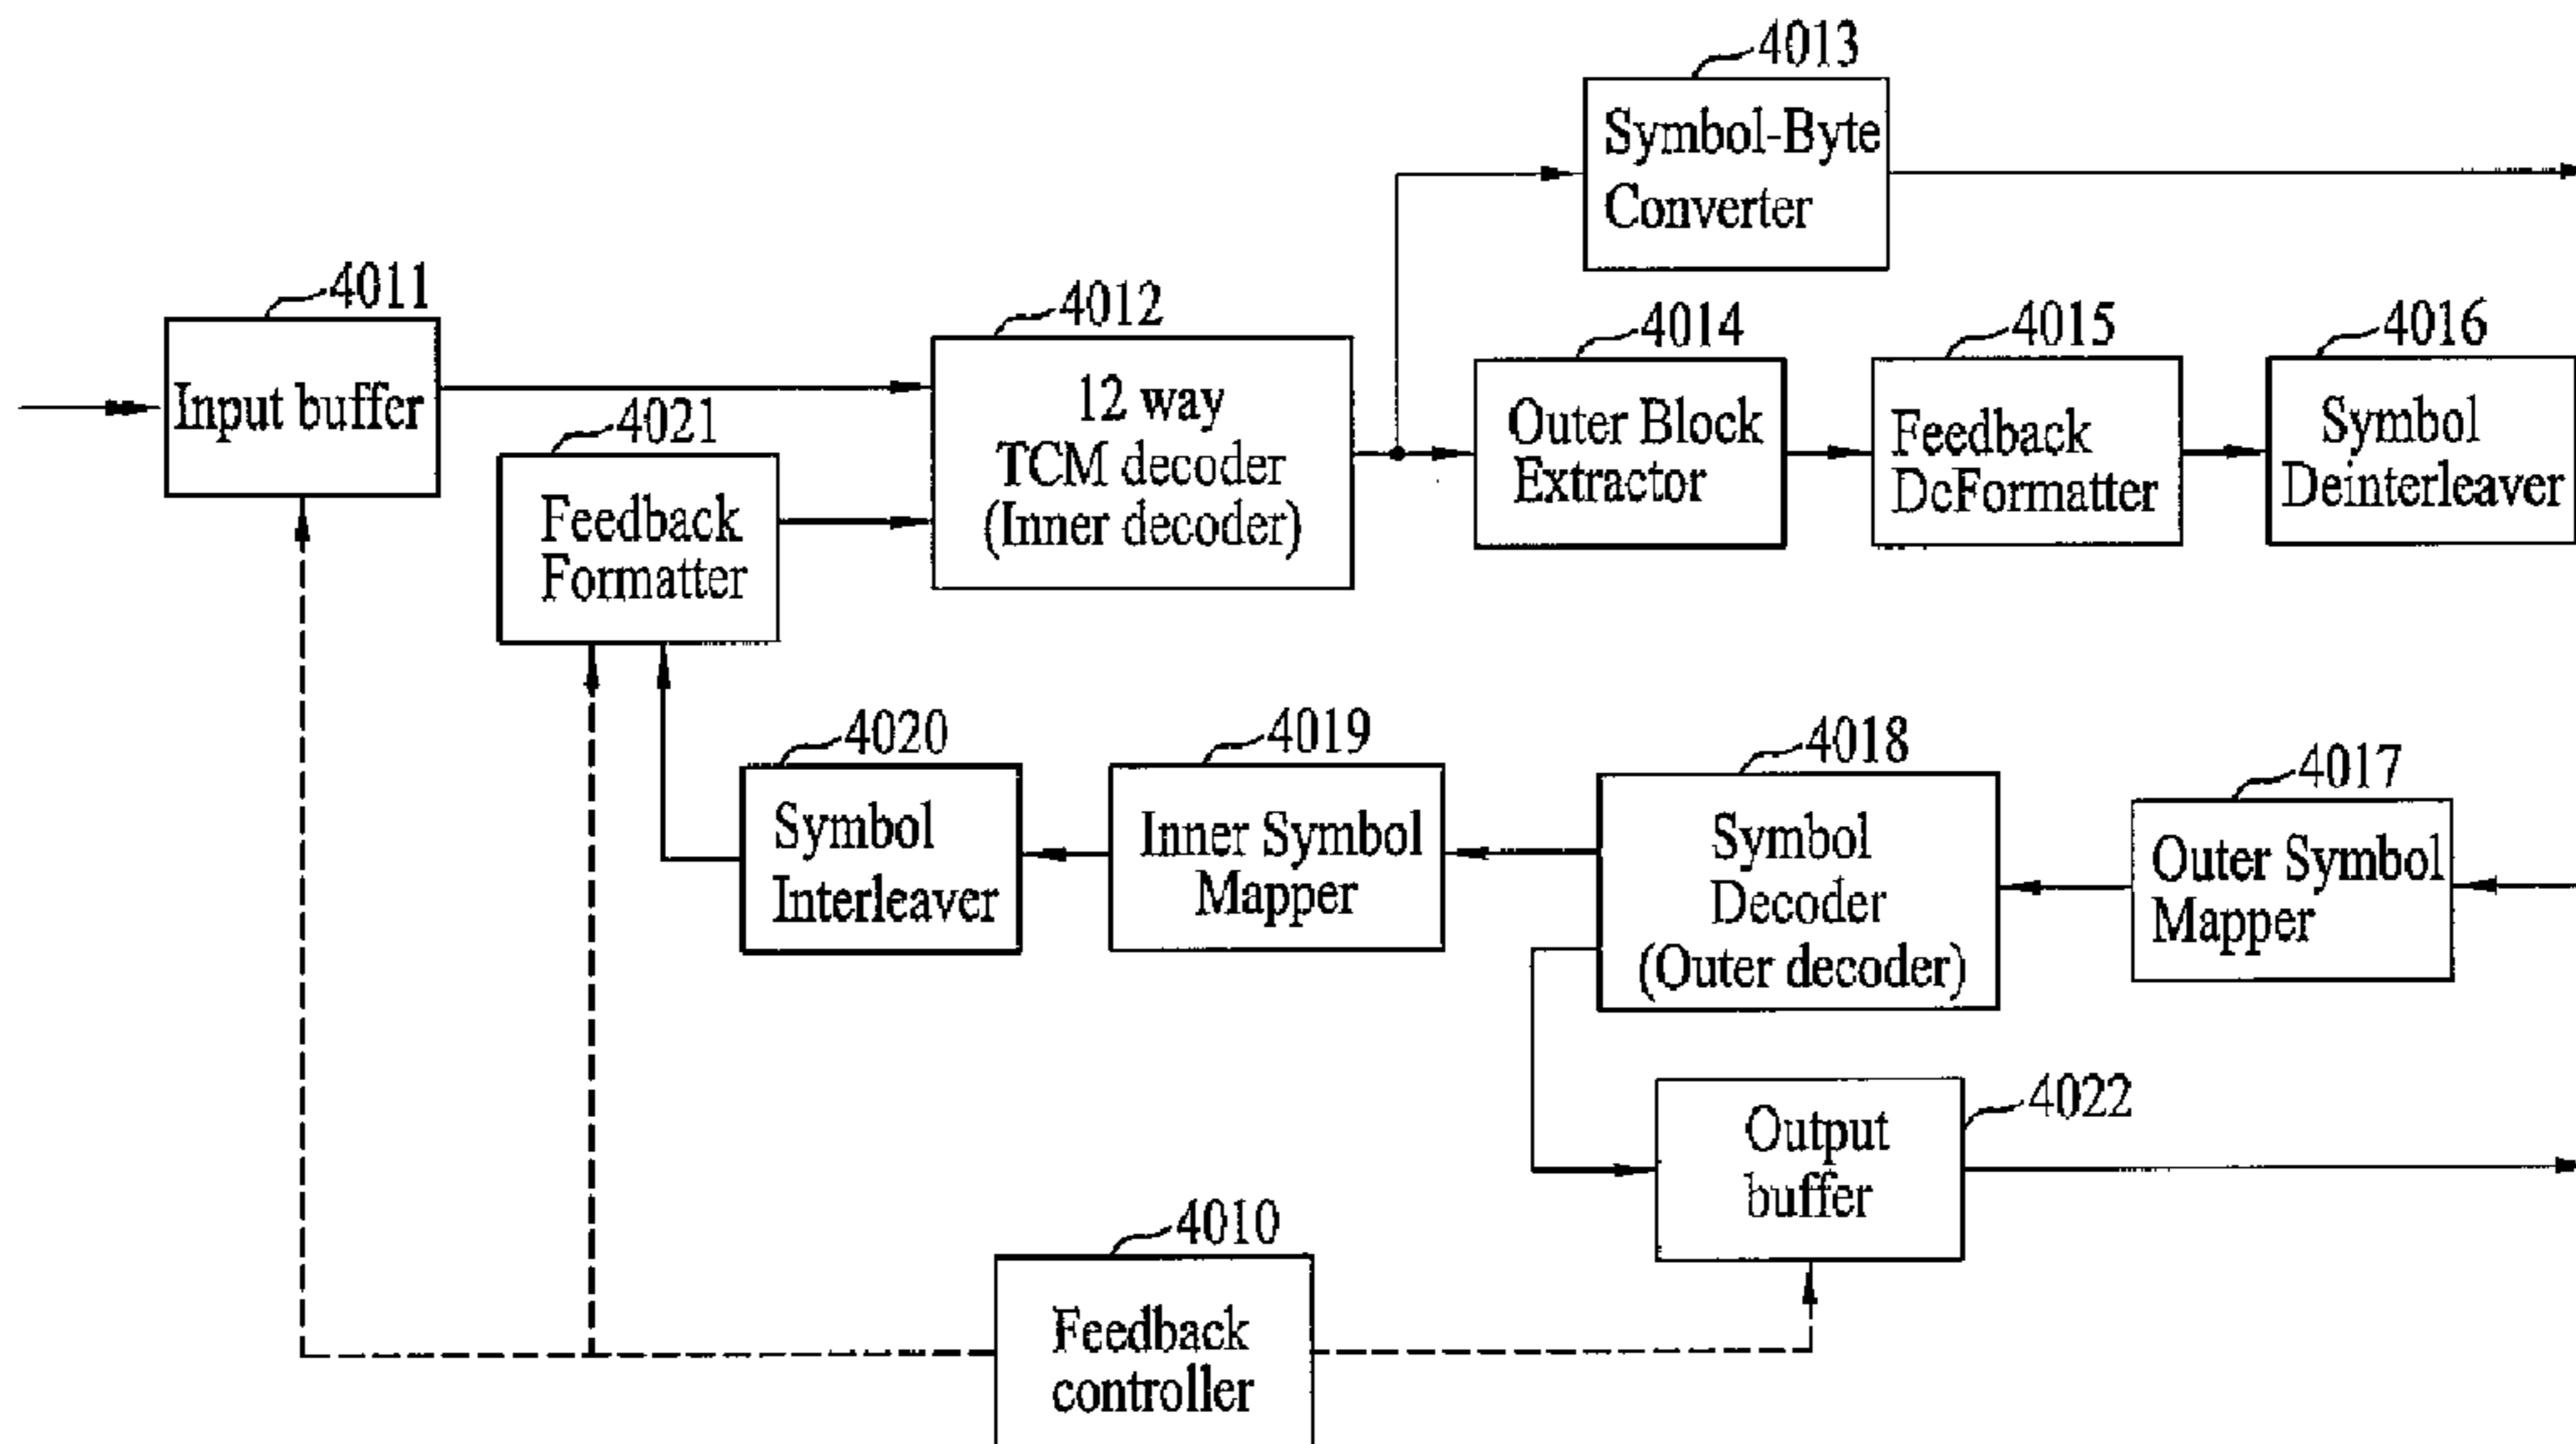 4013
Symbol-Byte
Converter
4011
Input buffer
4012
12 way
TCM decoder
(Inner decoder)
4014
Outer Block
Extractor
4015
Feedback
DcFormatter
4016
Symbol
Deinterleaver
4021
Feedback
Formatter
4020
Symbol
Interleaver
4019
Inner Symbol
Mapper
4018
Symbol
Decoder
(Outer decoder)
4017
Outer Symbol
Mapper
4022
Output
buffer
4010
Feedback
controller